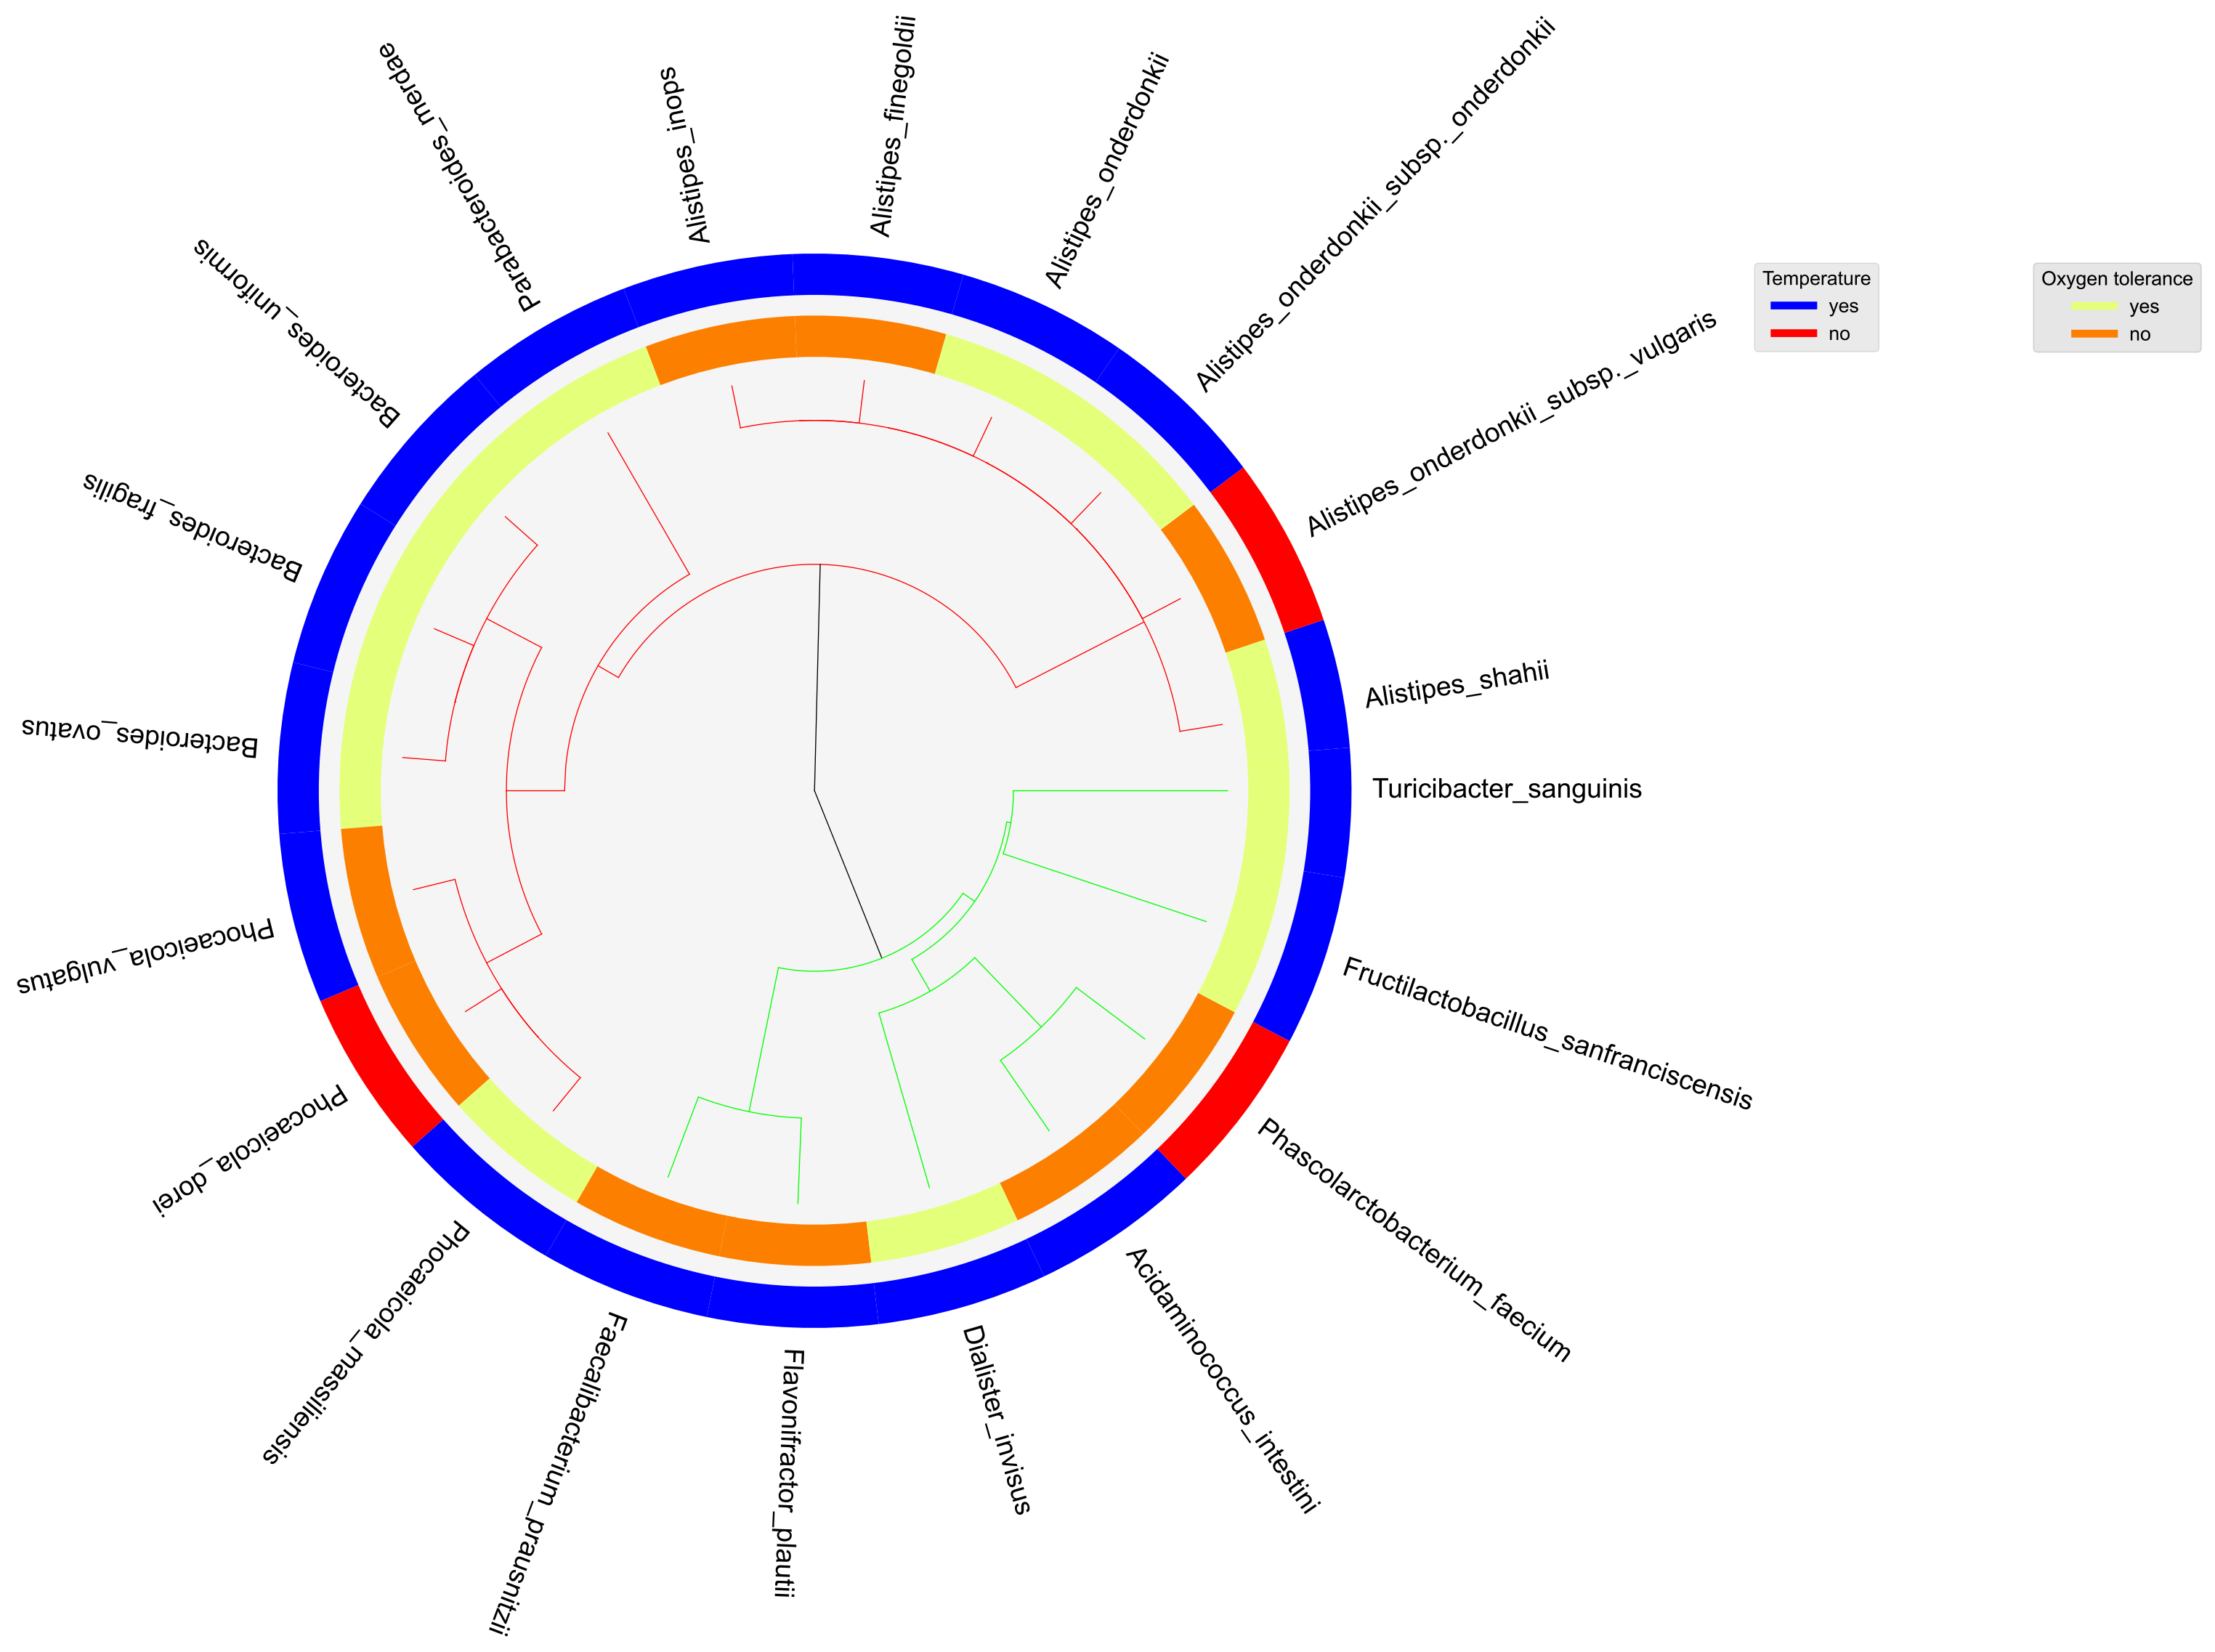 Alistipes_finegoldii
Alistipes_onderdonkii
Alistipes_onderdonkii_subsp._onderdonkii
Alistipes_onderdonkii_subsp._vulgaris
Alistipes_shahii
Turicibacter_sanguinis
Fructilactobacillus_sanfranciscensis
Phascolarctobacterium_faecium
Acidaminococcus_intestini
Dialister_invisus
Flavonifractor_plautii
Faecalibacterium_prausnitzii
Phocaeicola_massiliensis
Phocaeicola_dorei
Phocaeicola_vulgatus
Bacteroides_ovatus
Bacteroides_fragilis
Bacteroides_uniformis
Parabacteroides_merdae
Alistipes_inops
Temperature
yes
no
Oxygen tolerance
yes
no